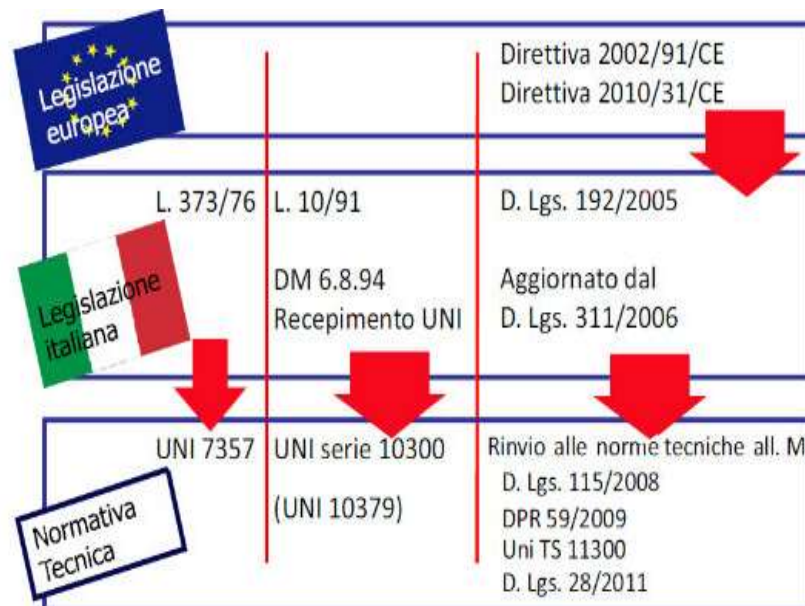 Legislazione
europea
Direttiva 2002/91/CE
Direttiva 2010/31/CE
Legislazione
italiana
L. 373/76
L. 10/91
DM 6.8.94
Recepimento UNI
D. Lgs. 192/2005
Aggiornato dal
D. Lgs. 311/2006
Normativa
Tecnica
UNI 7357
UNI serie 10300
(UNI 10379)
Rinvio alle norme tecniche all. M
D. Lgs. 115/2008
DPR 59/2009
Uni TS 11300
D. Lgs. 28/2011